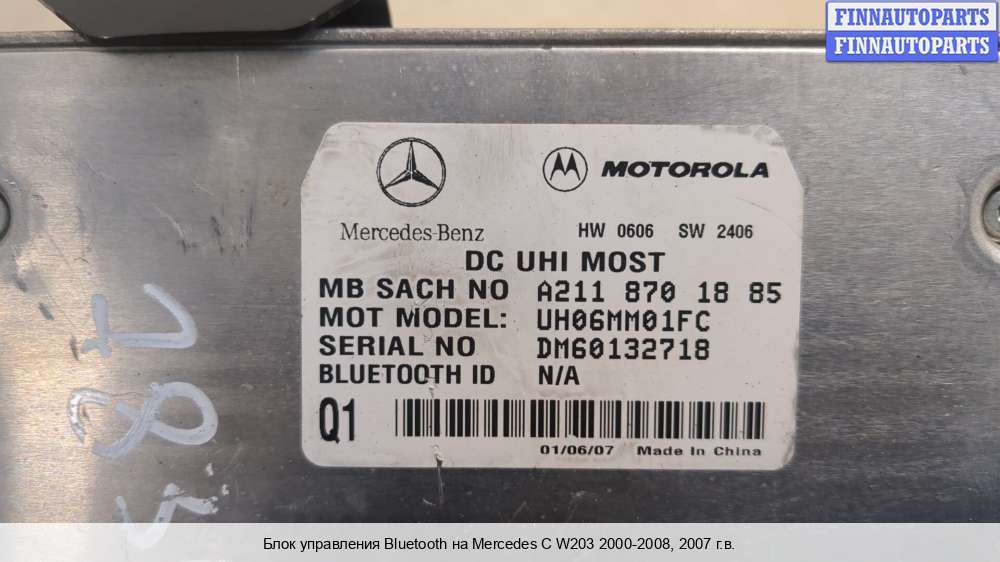 FINNAUTOPARTS
FINNAUTOPARTS
MOTOROLA
Mercedes-Benz
HW 0606 SW 2406
DC UHI MOST
MB SACH NO A211 870 18 85
MOT MODEL: UH06MM01FC
SERIAL NO DM60132718
BLUETOOTH ID N/A
Q1
01/06/07 Made In China
783
Блок управления Bluetooth на Mercedes C W203 2000-2008, 2007 г.в.